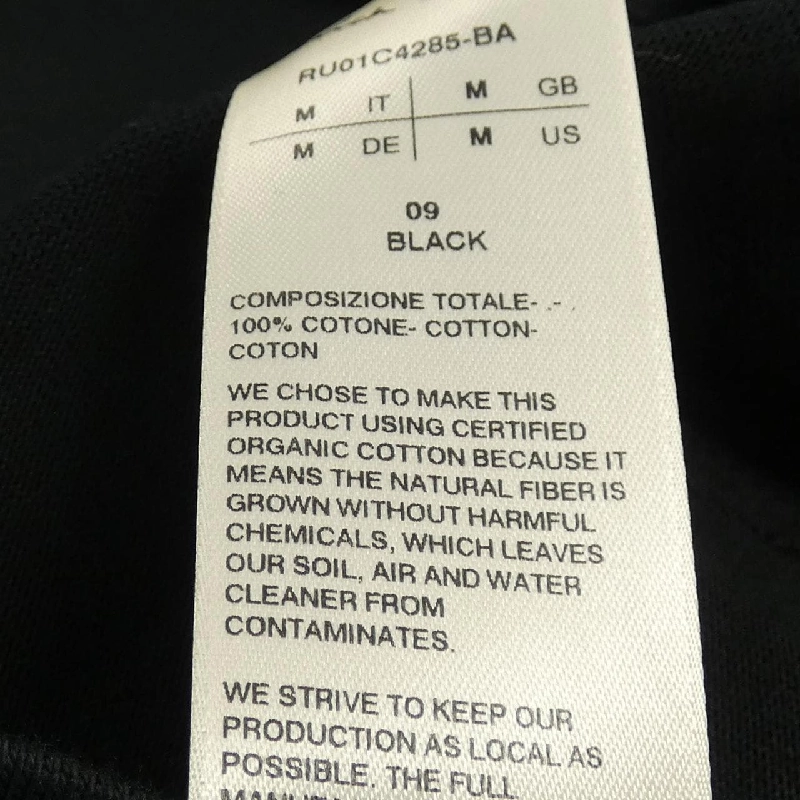 RU01C4285-BA
M IT M GB
M DE M US
09
BLACK
COMPOSIZIONE TOTALE- .- .
100% COTONE- COTTON-
COTON
WE CHOSE TO MAKE THIS
PRODUCT USING CERTIFIED
ORGANIC COTTON BECAUSE IT
MEANS THE NATURAL FIBER IS
GROWN WITHOUT HARMFUL
CHEMICALS, WHICH LEAVES
OUR SOIL, AIR AND WATER
CLEANER FROM
CONTAMINATES.
WE STRIVE TO KEEP OUR
PRODUCTION AS LOCAL AS
POSSIBLE. THE FULL